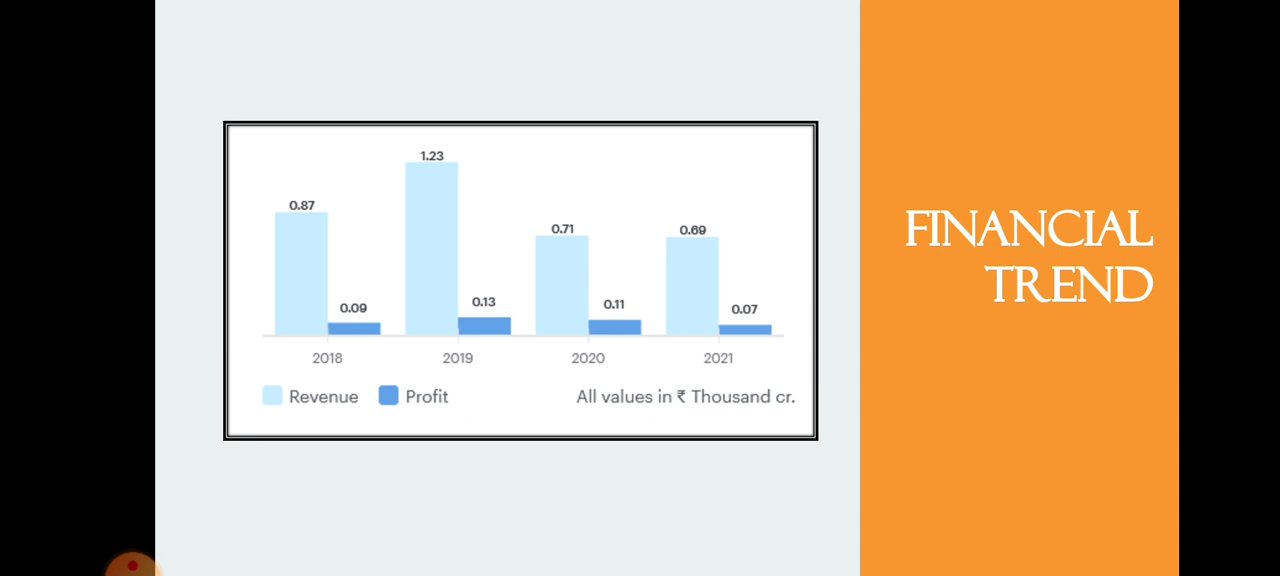 1.23
0.87
0.71
0.69
0.09
0.13
0.11
0.07
2018 2019 2020 2021
Revenue Profit All values in ₹ Thousand cr.
FINANCIAL
TREND